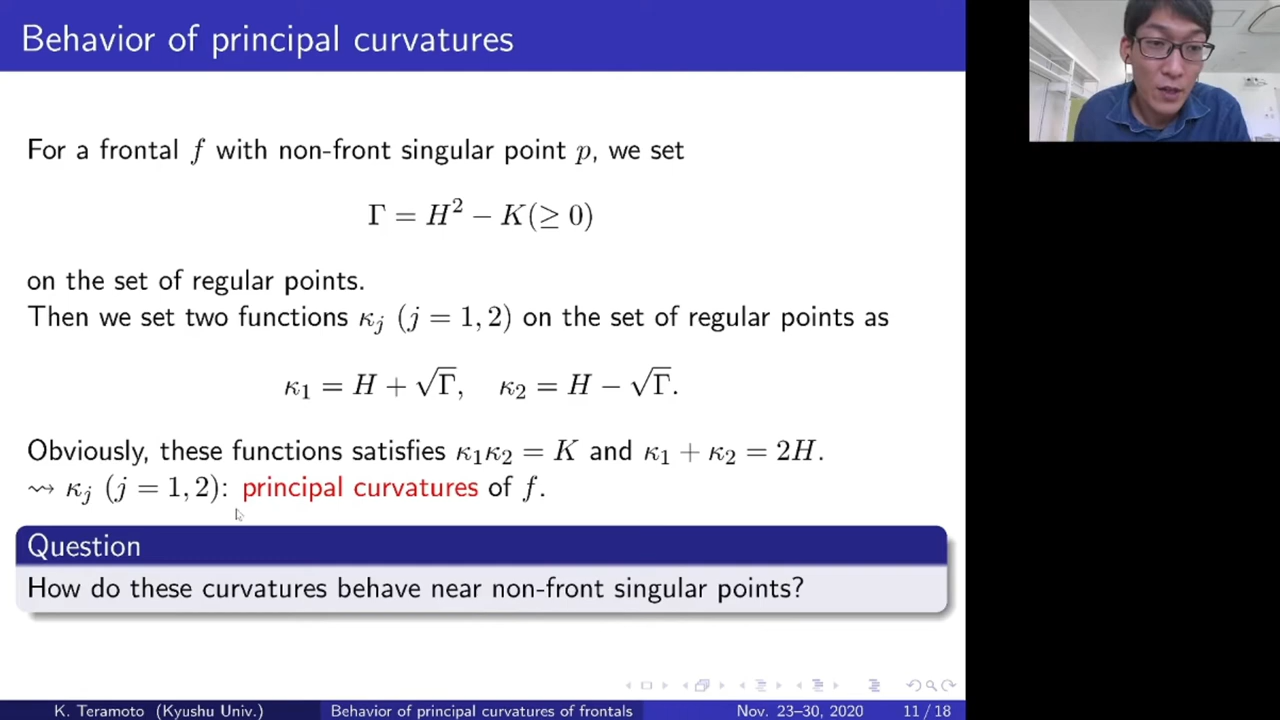 Behavior of principal curvatures
For a frontal f with non-front singular point p, we set
Γ = H² − K(≥ 0)
on the set of regular points.
Then we set two functions κⱼ (j = 1, 2) on the set of regular points as
κ₁ = H + √Γ, κ₂ = H − √Γ.
Obviously, these functions satisfies κ₁κ₂ = K and κ₁ + κ₂ = 2H.
⇝ κⱼ (j = 1, 2): principal curvatures of f.
Question
How do these curvatures behave near non-front singular points?
K. Teramoto (Kyushu Univ.) Behavior of principal curvatures of frontals Nov. 23–30, 2020 11 / 18